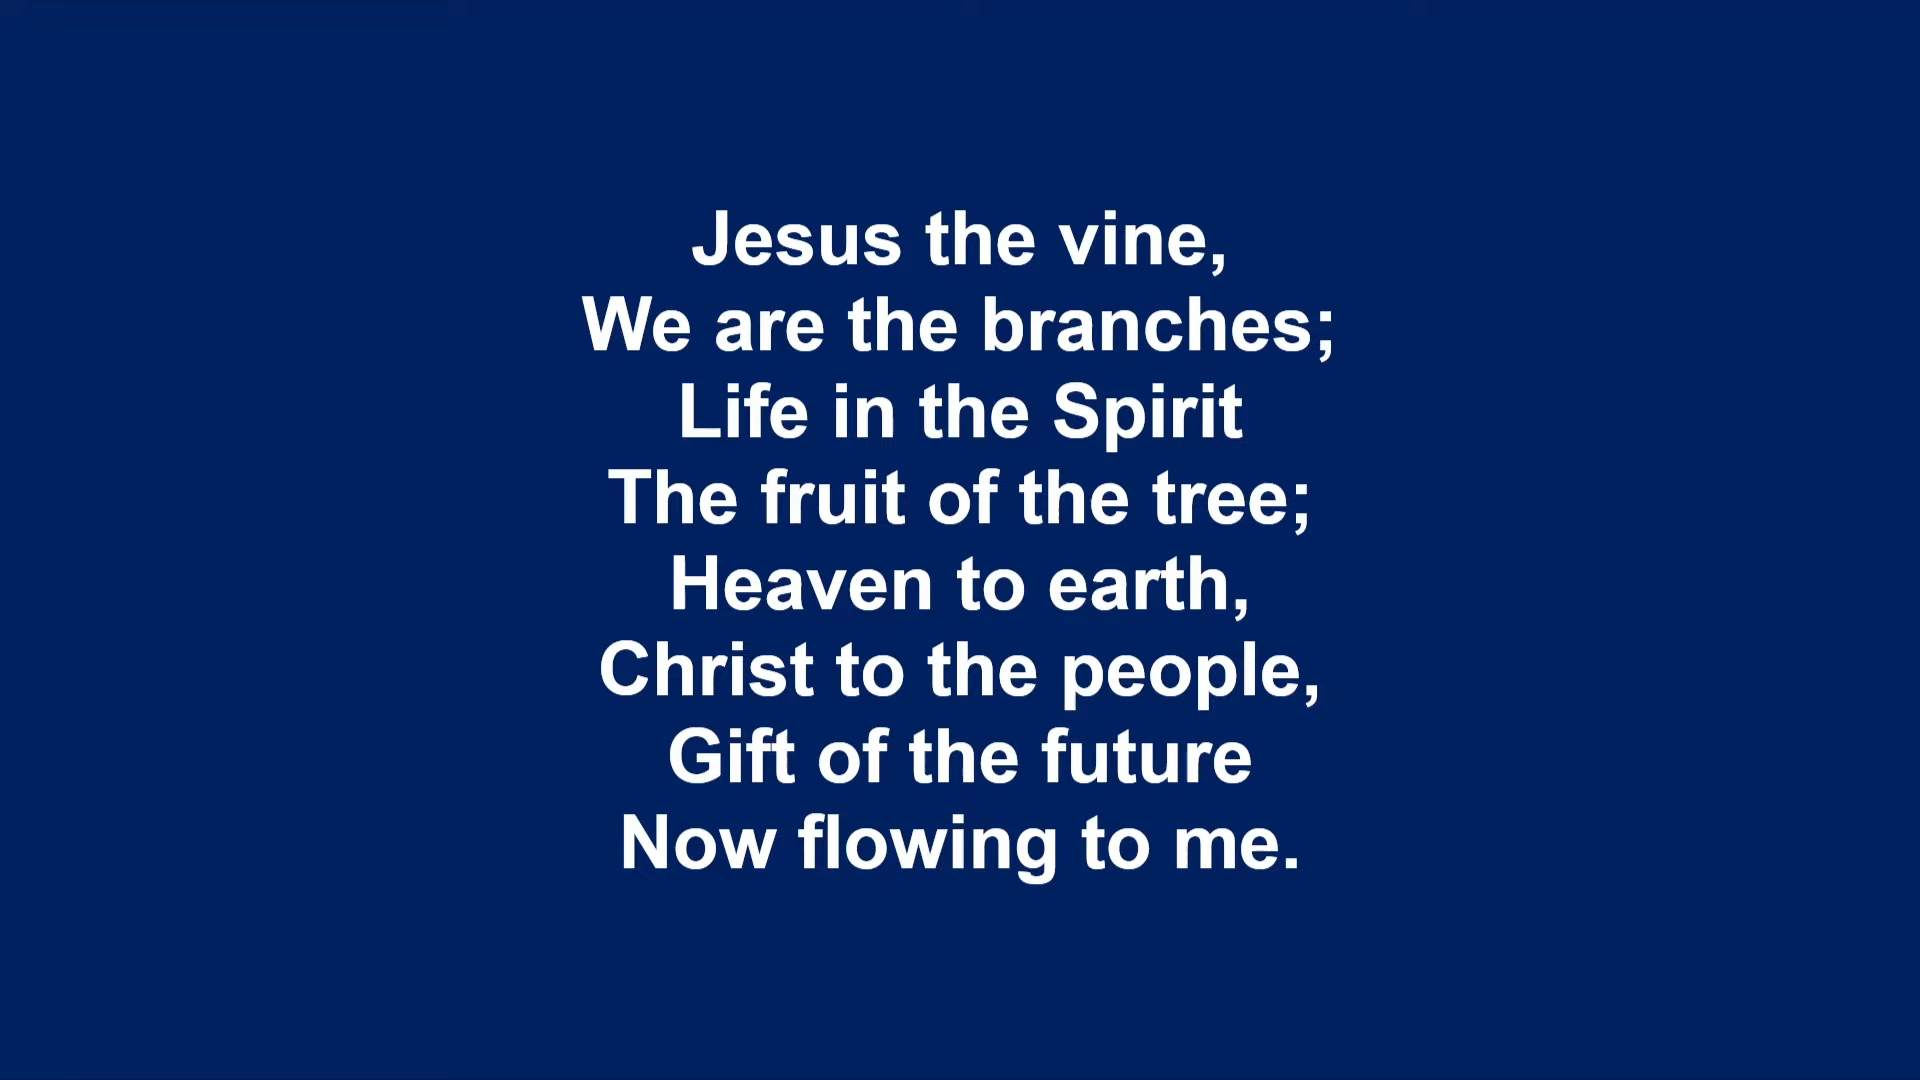 Jesus the vine,
We are the branches;
Life in the Spirit
The fruit of the tree;
Heaven to earth,
Christ to the people,
Gift of the future
Now flowing to me.